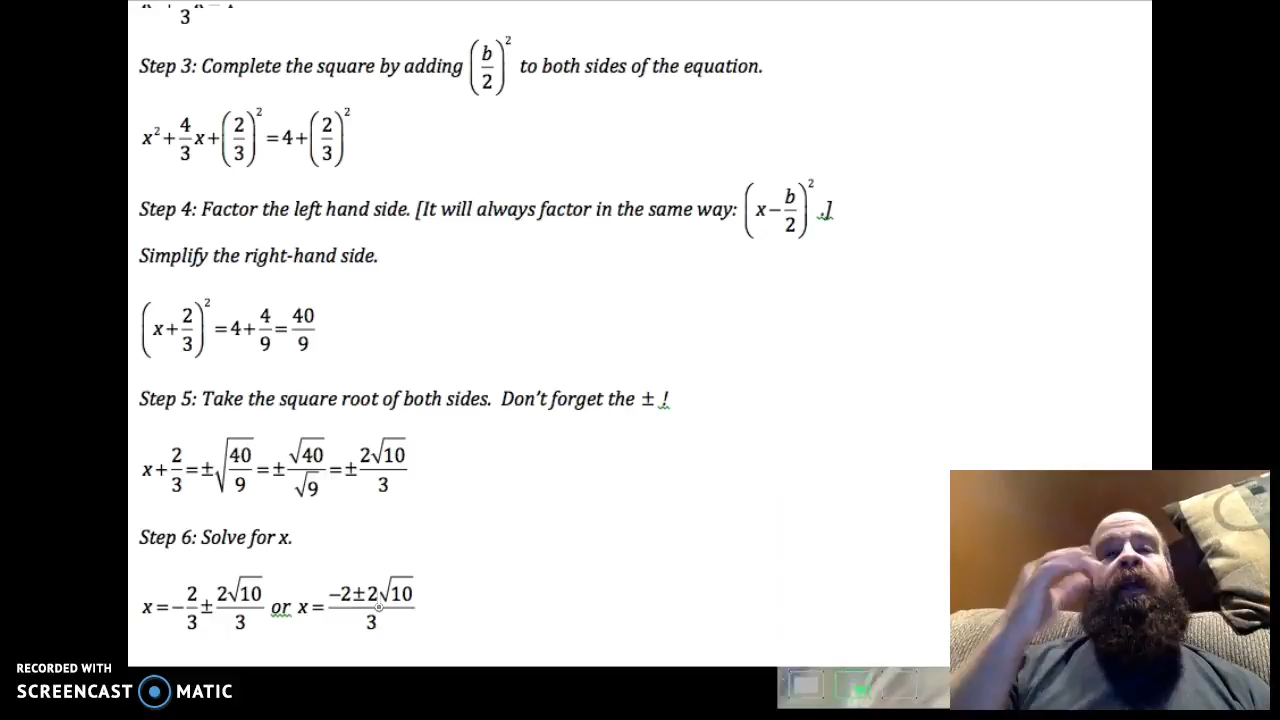 3
Step 3: Complete the square by adding (b/2)² to both sides of the equation.
x² + 4/3 x + (2/3)² = 4 + (2/3)²
Step 4: Factor the left hand side. [It will always factor in the same way: (x − b/2)² .]
Simplify the right-hand side.
(x + 2/3)² = 4 + 4/9 = 40/9
Step 5: Take the square root of both sides. Don't forget the ± !
x + 2/3 = ±√(40/9) = ± √40/√9 = ± 2√10/3
Step 6: Solve for x.
x = − 2/3 ± 2√10/3 or x = (−2±2√10)/3
RECORDED WITH
SCREENCAST MATIC